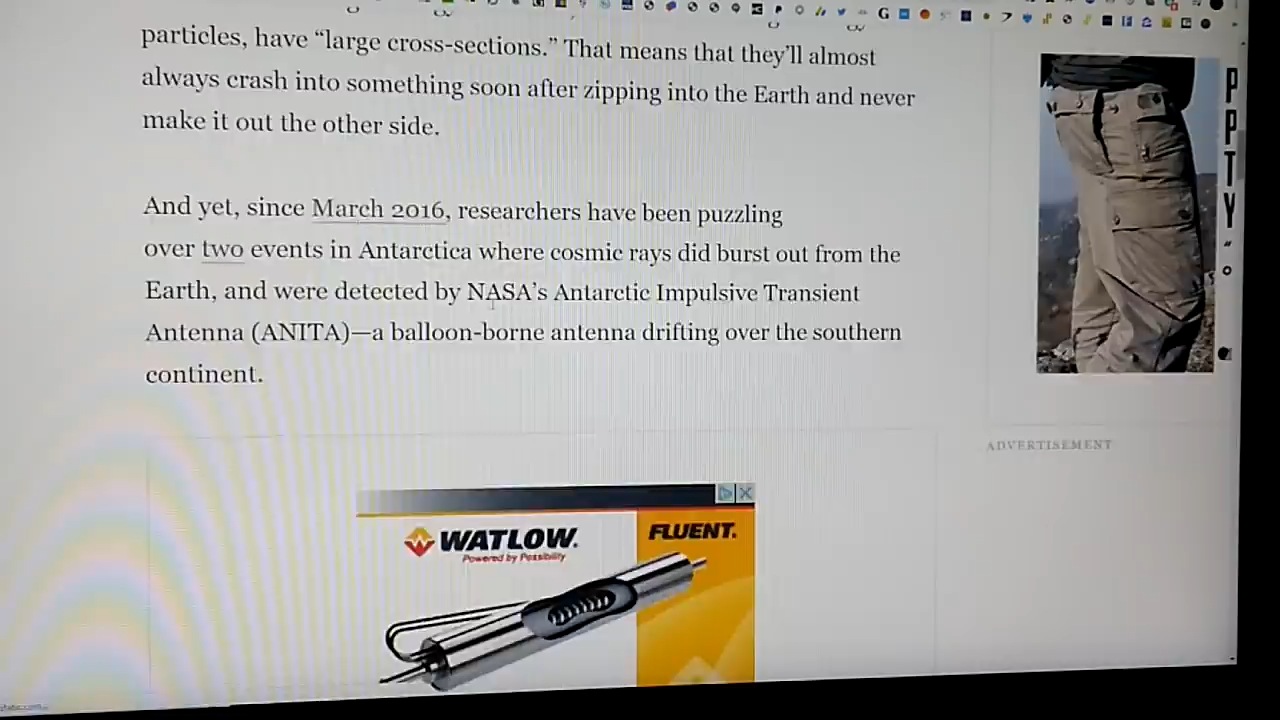 particles, have “large cross-sections.” That means that they’ll almost
always crash into something soon after zipping into the Earth and never
make it out the other side.
And yet, since March 2016, researchers have been puzzling
over two events in Antarctica where cosmic rays did burst out from the
Earth, and were detected by NASA’s Antarctic Impulsive Transient
Antenna (ANITA)—a balloon-borne antenna drifting over the southern
continent.
PPTY
ADVERTISEMENT
WATLOW.
Powered by Possibility
FLUENT.